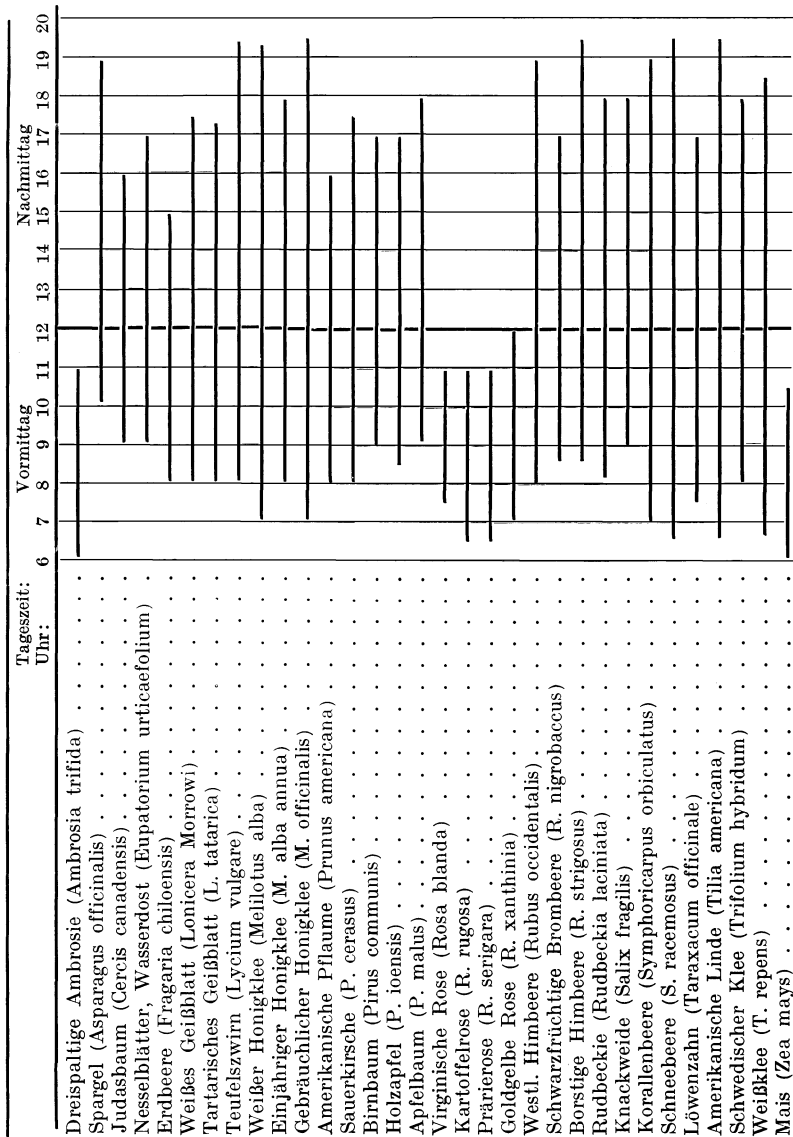 Tageszeit: Vormittag Nachmittag
Uhr: 6 7 8 9 10 11 12 13 14 15 16 17 18 19 20
Dreispaltige Ambrosie (Ambrosia trifida) . . . . . . . .
Spargel (Asparagus officinalis) . . . . . . . . . .
Judasbaum (Cercis canadensis) . . . . . . . . . .
Nesselblätter, Wasserdost (Eupatorium urticaefolium) . .
Erdbeere (Fragaria chiloensis) . . . . . . . . . .
Weißes Geißblatt (Lonicera Morrowi) . . . . . . . .
Tartarisches Geißblatt (L. tatarica) . . . . . . . .
Teufelszwirn (Lycium vulgare) . . . . . . . . . .
Weißer Honigklee (Melilotus alba) . . . . . . . . .
Einjähriger Honigklee (M. alba annua) . . . . . . .
Gebräuchlicher Honigklee (M. officinalis) . . . . . . .
Amerikanische Pflaume (Prunus americana) . . . . . .
Sauerkirsche (P. cerasus) . . . . . . . . . . . .
Birnbaum (Pirus communis) . . . . . . . . . . .
Holzapfel (P. ioensis) . . . . . . . . . . . . .
Apfelbaum (P. malus) . . . . . . . . . . . . .
Virginische Rose (Rosa blanda) . . . . . . . . . .
Kartoffelrose (R. rugosa) . . . . . . . . . . . .
Prärierose (R. serigara) . . . . . . . . . . . .
Goldgelbe Rose (R. xanthinia) . . . . . . . . . .
Westl. Himbeere (Rubus occidentalis) . . . . . . . .
Schwarzfrüchtige Brombeere (R. nigrobaccus) . . . . .
Borstige Himbeere (R. strigosus) . . . . . . . . .
Rudbeckie (Rudbeckia laciniata) . . . . . . . . . .
Knackweide (Salix fragilis) . . . . . . . . . . .
Korallenbeere (Symphoricarpus orbiculatus) . . . . . .
Schneebeere (S. racemosus) . . . . . . . . . . .
Löwenzahn (Taraxacum officinale) . . . . . . . . .
Amerikanische Linde (Tilia americana) . . . . . . .
Schwedischer Klee (Trifolium hybridum) . . . . . . .
Weißklee (T. repens) . . . . . . . . . . . . .
Mais (Zea mays) . . . . . . . . . . . . . . .